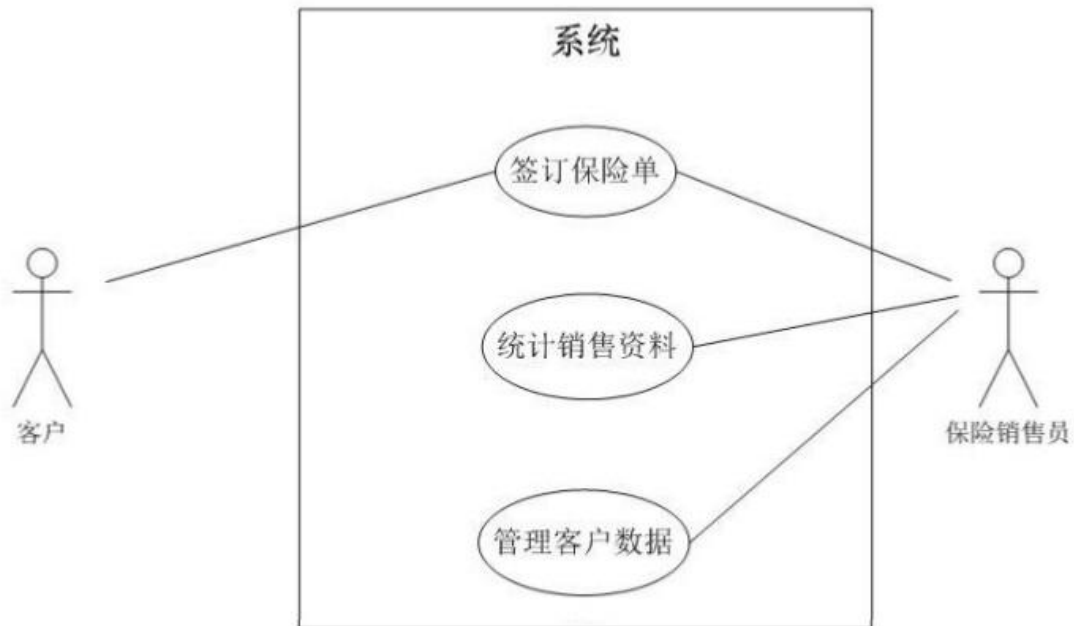 系统
签订保险单
统计销售资料
客户
保险销售员
管理客户数据